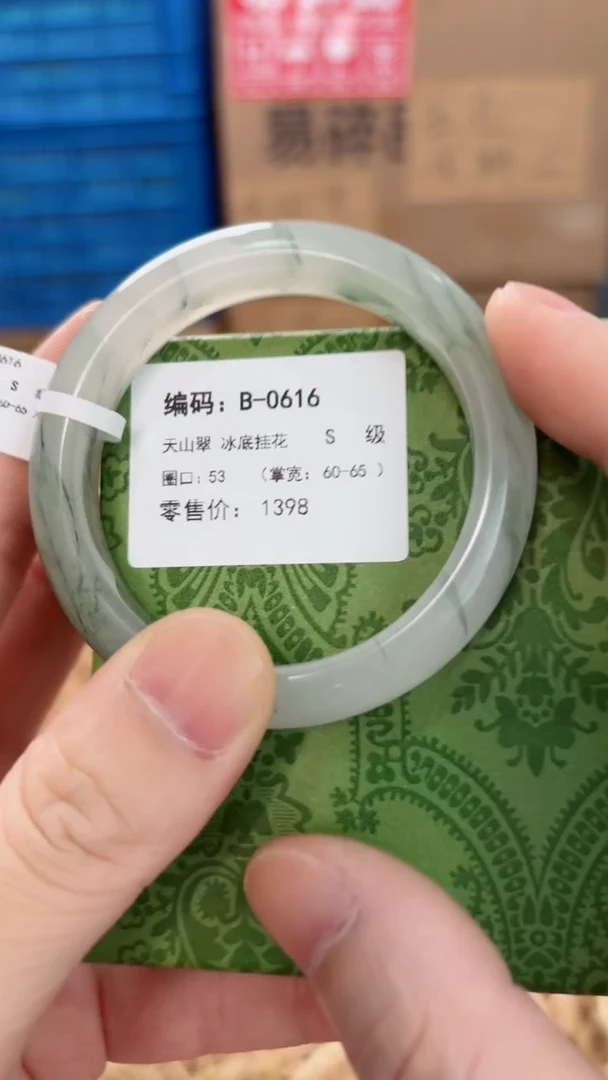 编码：B-0616
天山翠 冰底挂花 S 级
圈口：53 （掌宽：60-65 ）
零售价： 1398